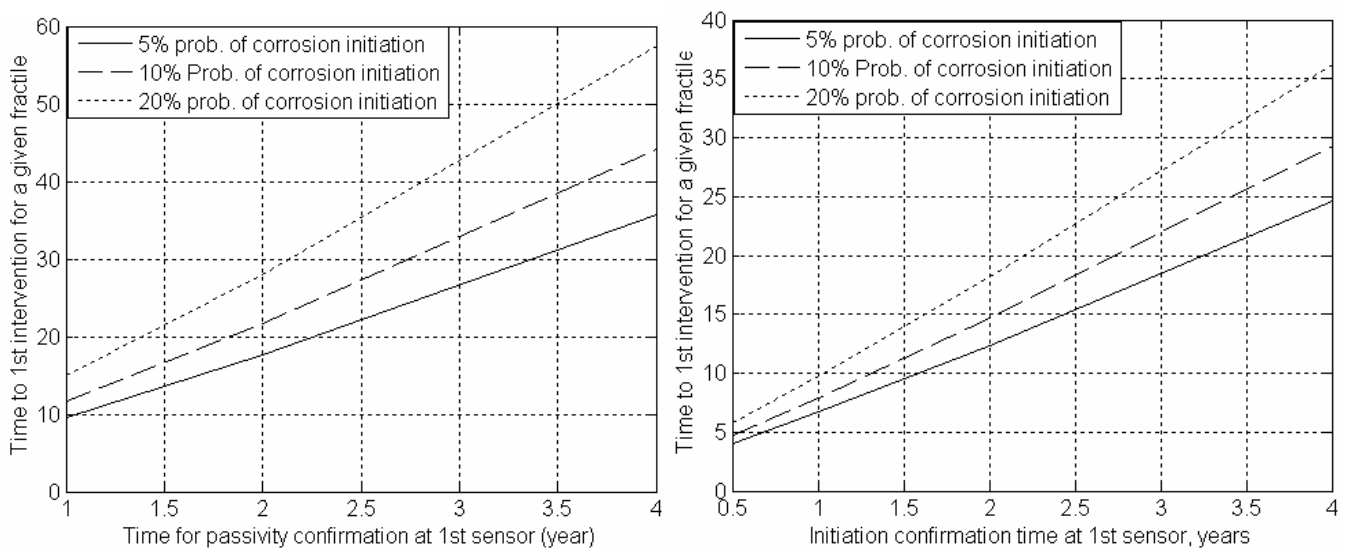 60
50
40
30
20
10
0
Time to 1st intervention for a given fractile
5% prob. of corrosion initiation
10% Prob. of corrosion initiation
20% prob. of corrosion initiation
1 1.5 2 2.5 3 3.5 4
Time for passivity confirmation at 1st sensor (year)
40
35
30
25
20
15
10
5
0
Time to 1st intervention for a given fractile
5% prob. of corrosion initiation
10% Prob. of corrosion initiation
20% prob. of corrosion initiation
0.5 1 1.5 2 2.5 3 3.5 4
Initiation confirmation time at 1st sensor, years